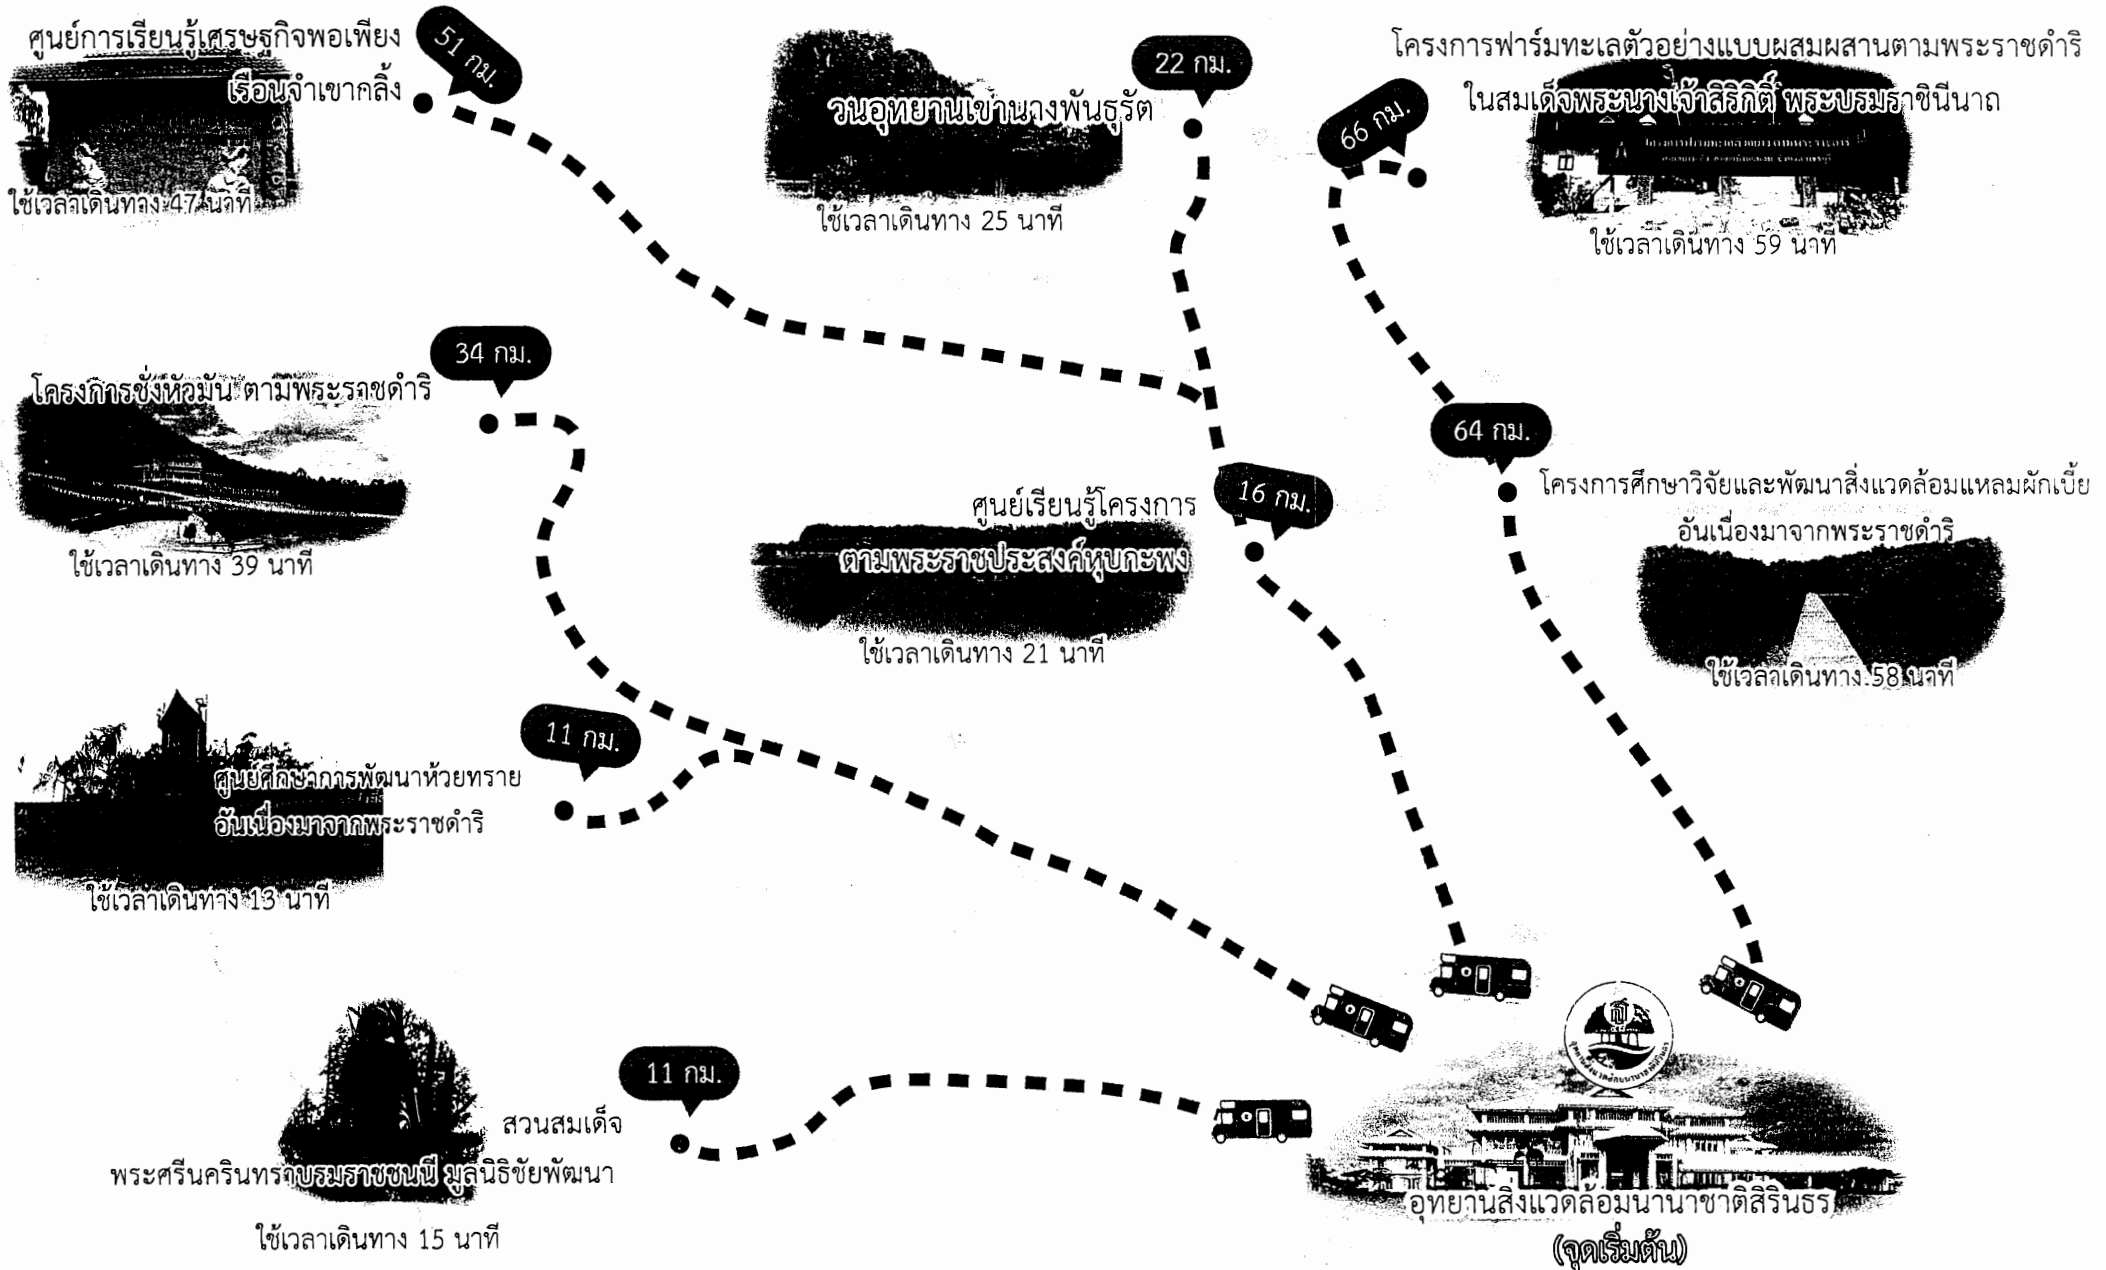 ศูนย์การเรียนรู้เศรษฐกิจพอเพียง
เรือนจำเขากลิ้ง
51 กม.
ใช้เวลาเดินทาง 47 นาที
วนอุทยานเขานางพันธุรัต
22 กม.
ใช้เวลาเดินทาง 25 นาที
โครงการฟาร์มทะเลตัวอย่างแบบผสมผสานตามพระราชดำริ
ในสมเด็จพระนางเจ้าสิริกิติ์ พระบรมราชินีนาถ
66 กม.
ใช้เวลาเดินทาง 59 นาที
34 กม.
โครงการชั่งหัวมัน ตามพระราชดำริ
ใช้เวลาเดินทาง 39 นาที
16 กม.
ศูนย์เรียนรู้โครงการ
ตามพระราชประสงค์หุบกะพง
ใช้เวลาเดินทาง 21 นาที
64 กม.
โครงการศึกษาวิจัยและพัฒนาสิ่งแวดล้อมแหลมผักเบี้ย
อันเนื่องมาจากพระราชดำริ
ใช้เวลาเดินทาง 58 นาที
11 กม.
ศูนย์ศึกษาการพัฒนาห้วยทราย
อันเนื่องมาจากพระราชดำริ
ใช้เวลาเดินทาง 13 นาที
11 กม.
สวนสมเด็จ
พระศรีนครินทราบรมราชชนนี มูลนิธิชัยพัฒนา
ใช้เวลาเดินทาง 15 นาที
อุทยานสิ่งแวดล้อมนานาชาติสิรินธร
(จุดเริ่มต้น)